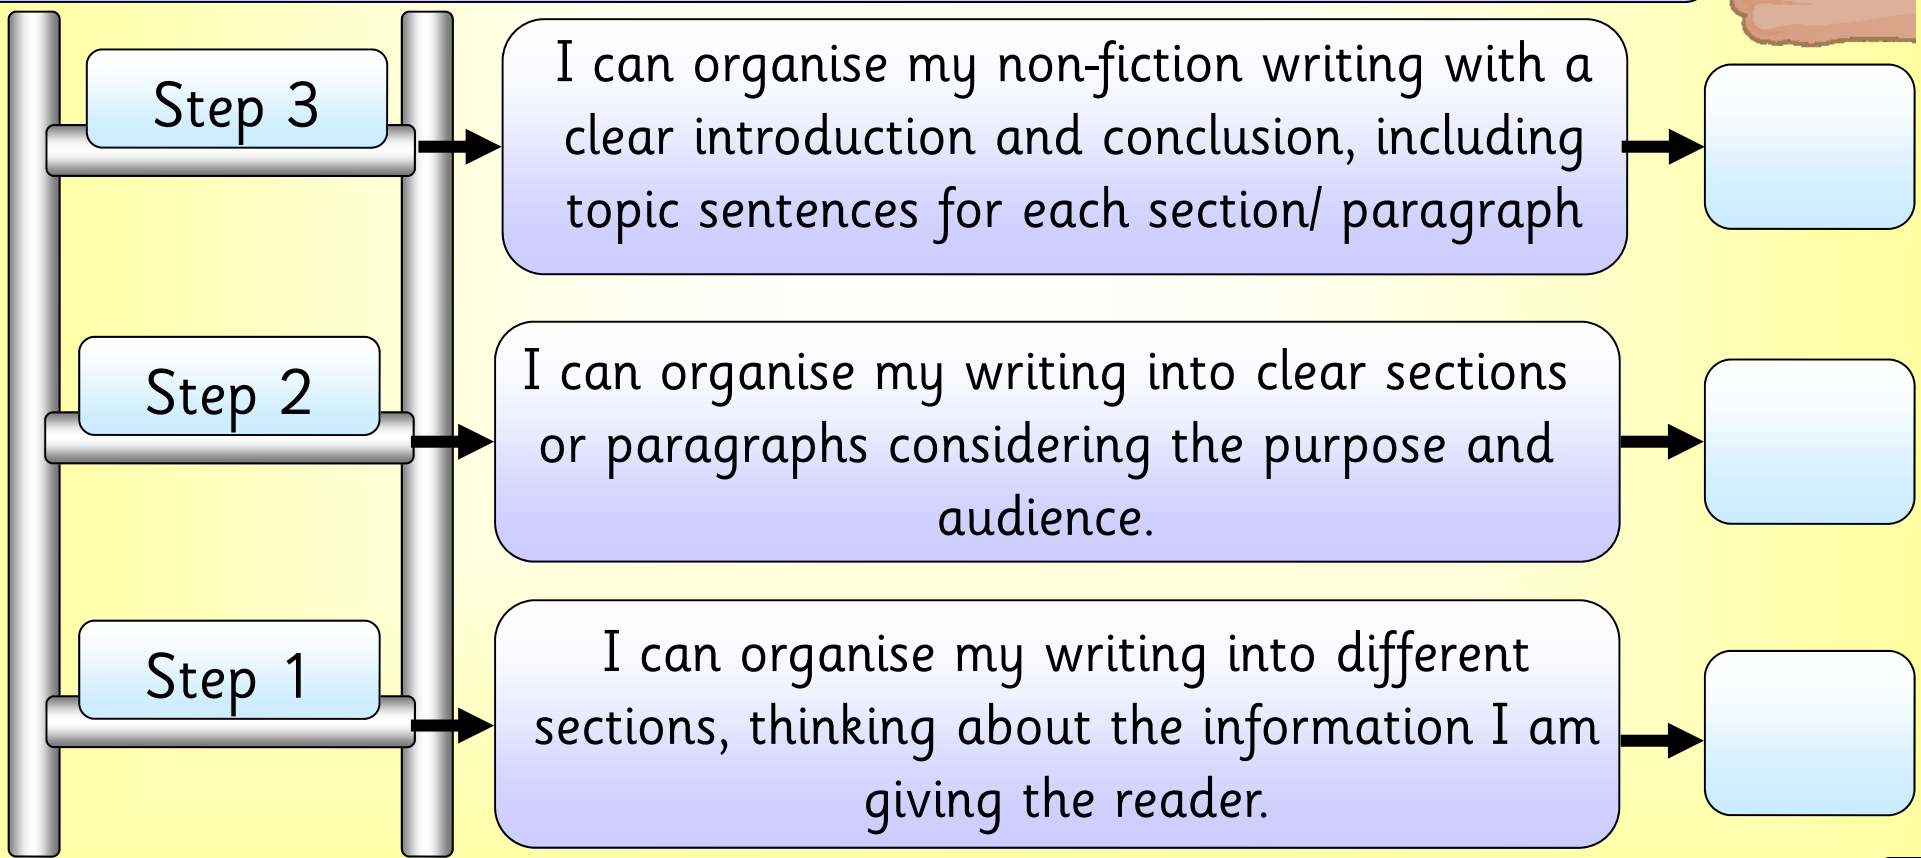 Step 3
I can organise my non-fiction writing with a
clear introduction and conclusion, including
topic sentences for each section/ paragraph
Step 2
I can organise my writing into clear sections
or paragraphs considering the purpose and
audience.
Step 1
I can organise my writing into different
sections, thinking about the information I am
giving the reader.